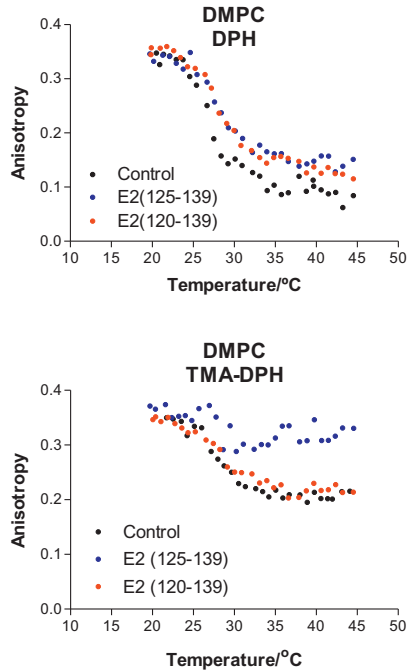 DMPC
DPH
Anisotropy
0.4
0.3
0.2
0.1
0.0
Control
E2(125-139)
E2(120-139)
10 15 20 25 30 35 40 45 50
Temperature/ºC
DMPC
TMA-DPH
Anisotropy
0.4
0.3
0.2
0.1
0.0
Control
E2 (125-139)
E2 (120-139)
10 15 20 25 30 35 40 45 50
Temperature/°C